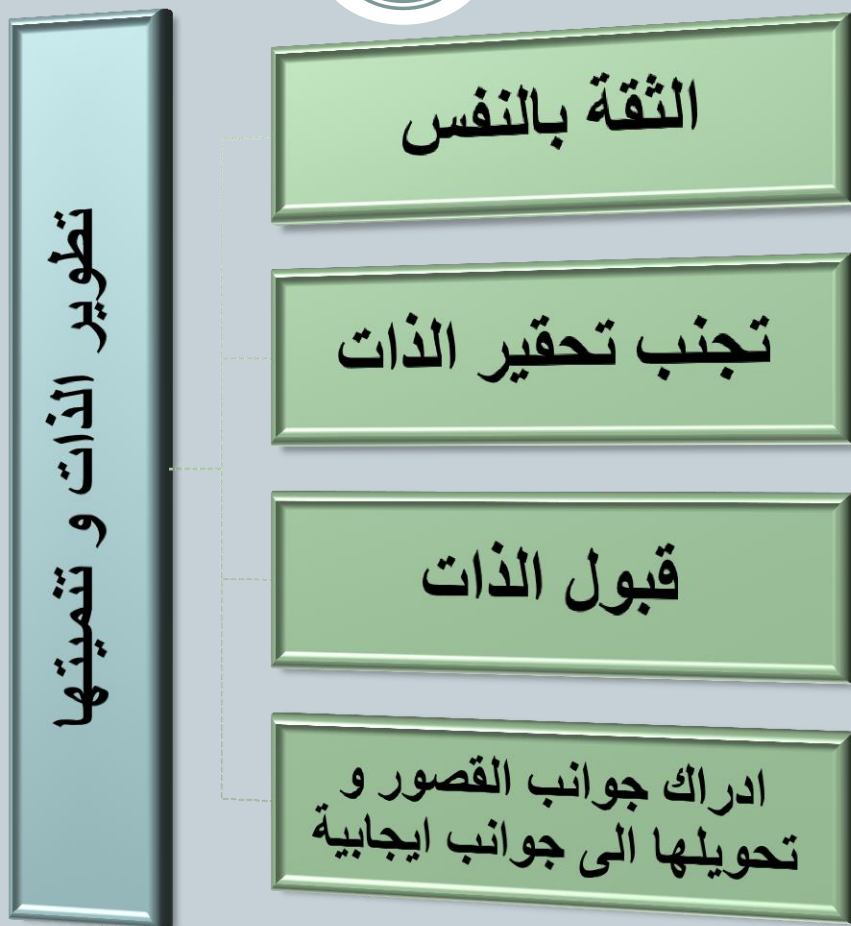 تطوير الذات و تنميتها
الثقة بالنفس
تجنب تحقير الذات
قبول الذات
ادراك جوانب القصور و
تحويلها الى جوانب ايجابية